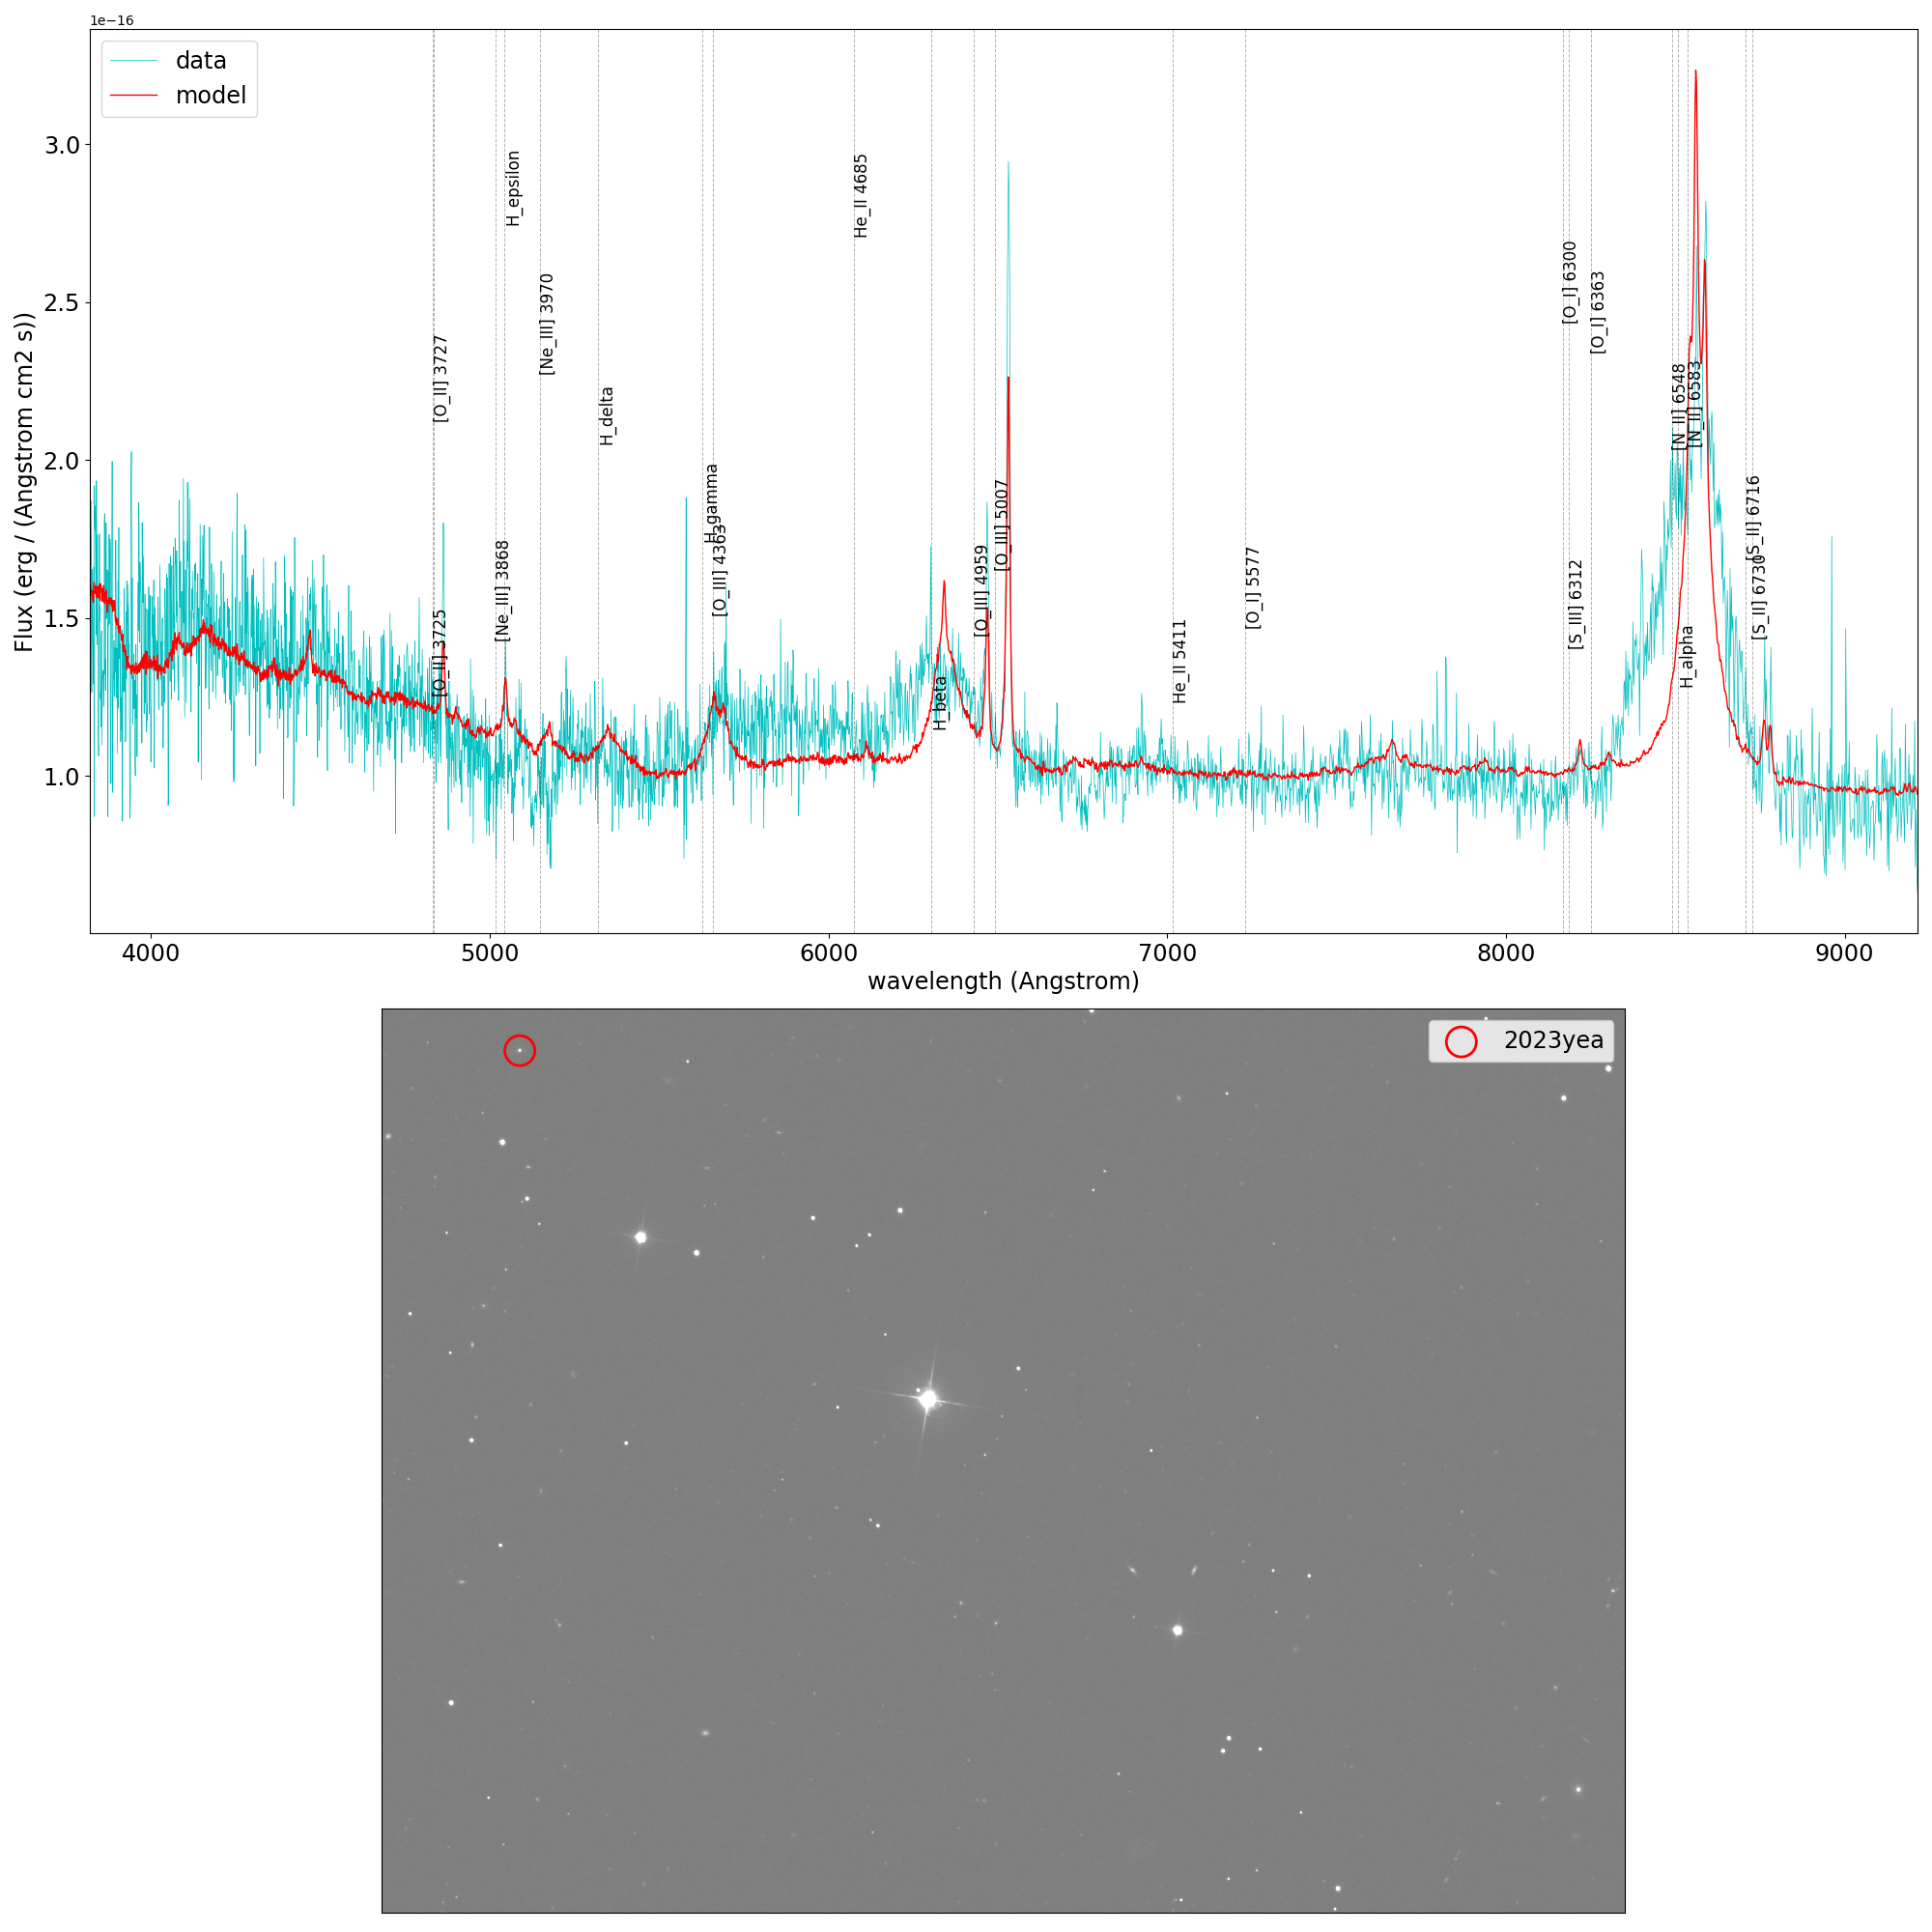 1e−16
data
model
3.0
2.5
2.0
1.5
1.0
Flux (erg / (Angstrom cm2 s))
[O_II] 3727
[O_II] 3725
[Ne_III] 3868
H_epsilon
[Ne_III] 3970
H_delta
H_gamma
[O_III] 4363
He_II 4685
H_beta
[O_III] 4959
[O_III] 5007
He_II 5411
[O_I] 5577
[O_I] 6300
[S_III] 6312
[O_I] 6363
[N_II] 6548
H_alpha
[N_II] 6583
[S_II] 6716
[S_II] 6730
4000
5000
6000
7000
8000
9000
wavelength (Angstrom)
2023yea